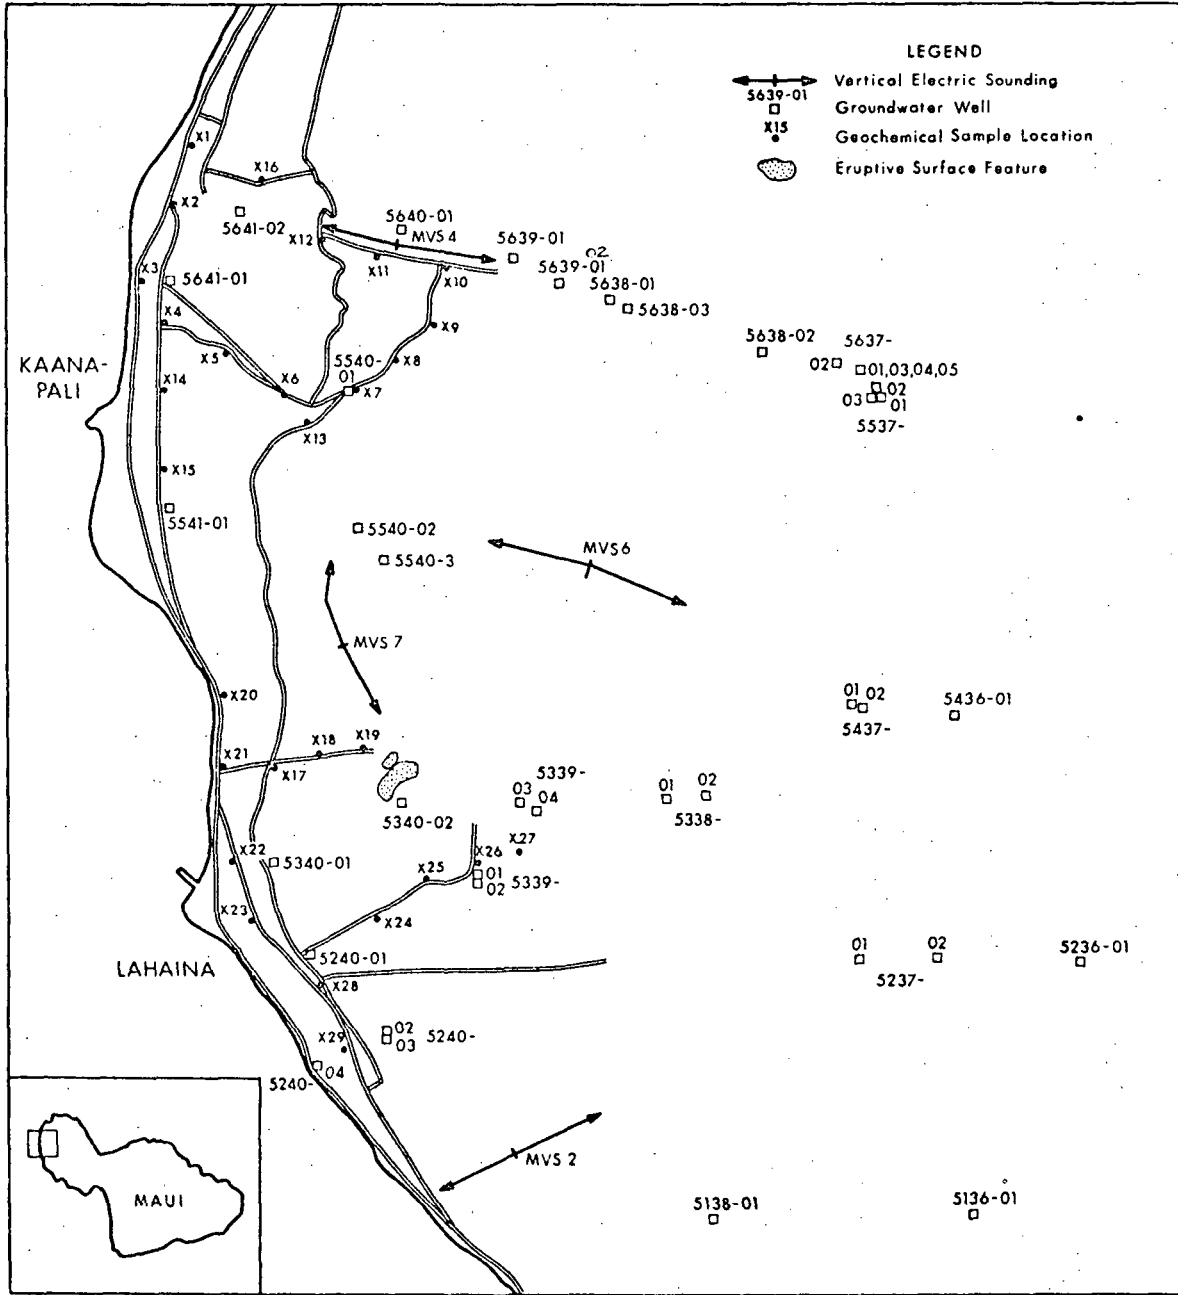 LEGEND
Vertical Electric Sounding
5639-01
Groundwater Well
X15
Geochemical Sample Location
Eruptive Surface Feature
X1
X16
X2
5641-02
5640-01
X12
MVS 4
5639-01
02
X11
X3
5641-01
X10
5639-01
5638-01
5638-03
X4
X9
KAANA-
PALI
X5
5540-
01
X8
5638-02
5637-
02
01,03,04,05
X14
X6
X7
02
03
01
5537-
X13
X15
5541-01
5540-02
5540-3
MVS6
MVS 7
X20
01
02
5436-01
5437-
X21
X18
X19
X17
5339-
03
04
01
02
5338-
5340-02
X22
5340-01
X27
X26
X25
01
02
5339-
X23
X24
LAHAINA
5240-01
01
02
5236-01
5237-
X28
02
03
5240-
X29
04
5240-
MVS 2
MAUI
5138-01
5136-01